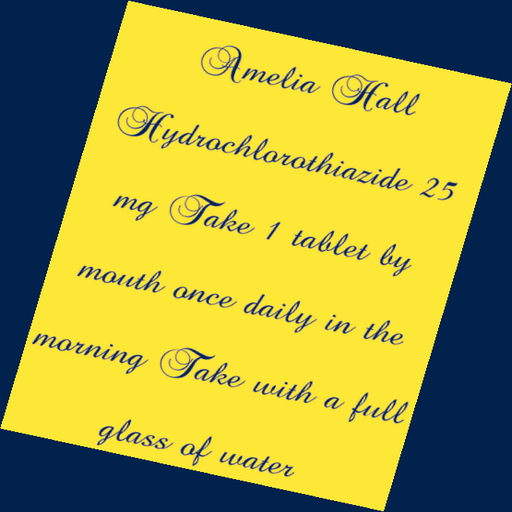 Amelia Hall
Hydrochlorothiazide 25
mg Take 1 tablet by
mouth once daily in the
morning Take with a full
glass of water